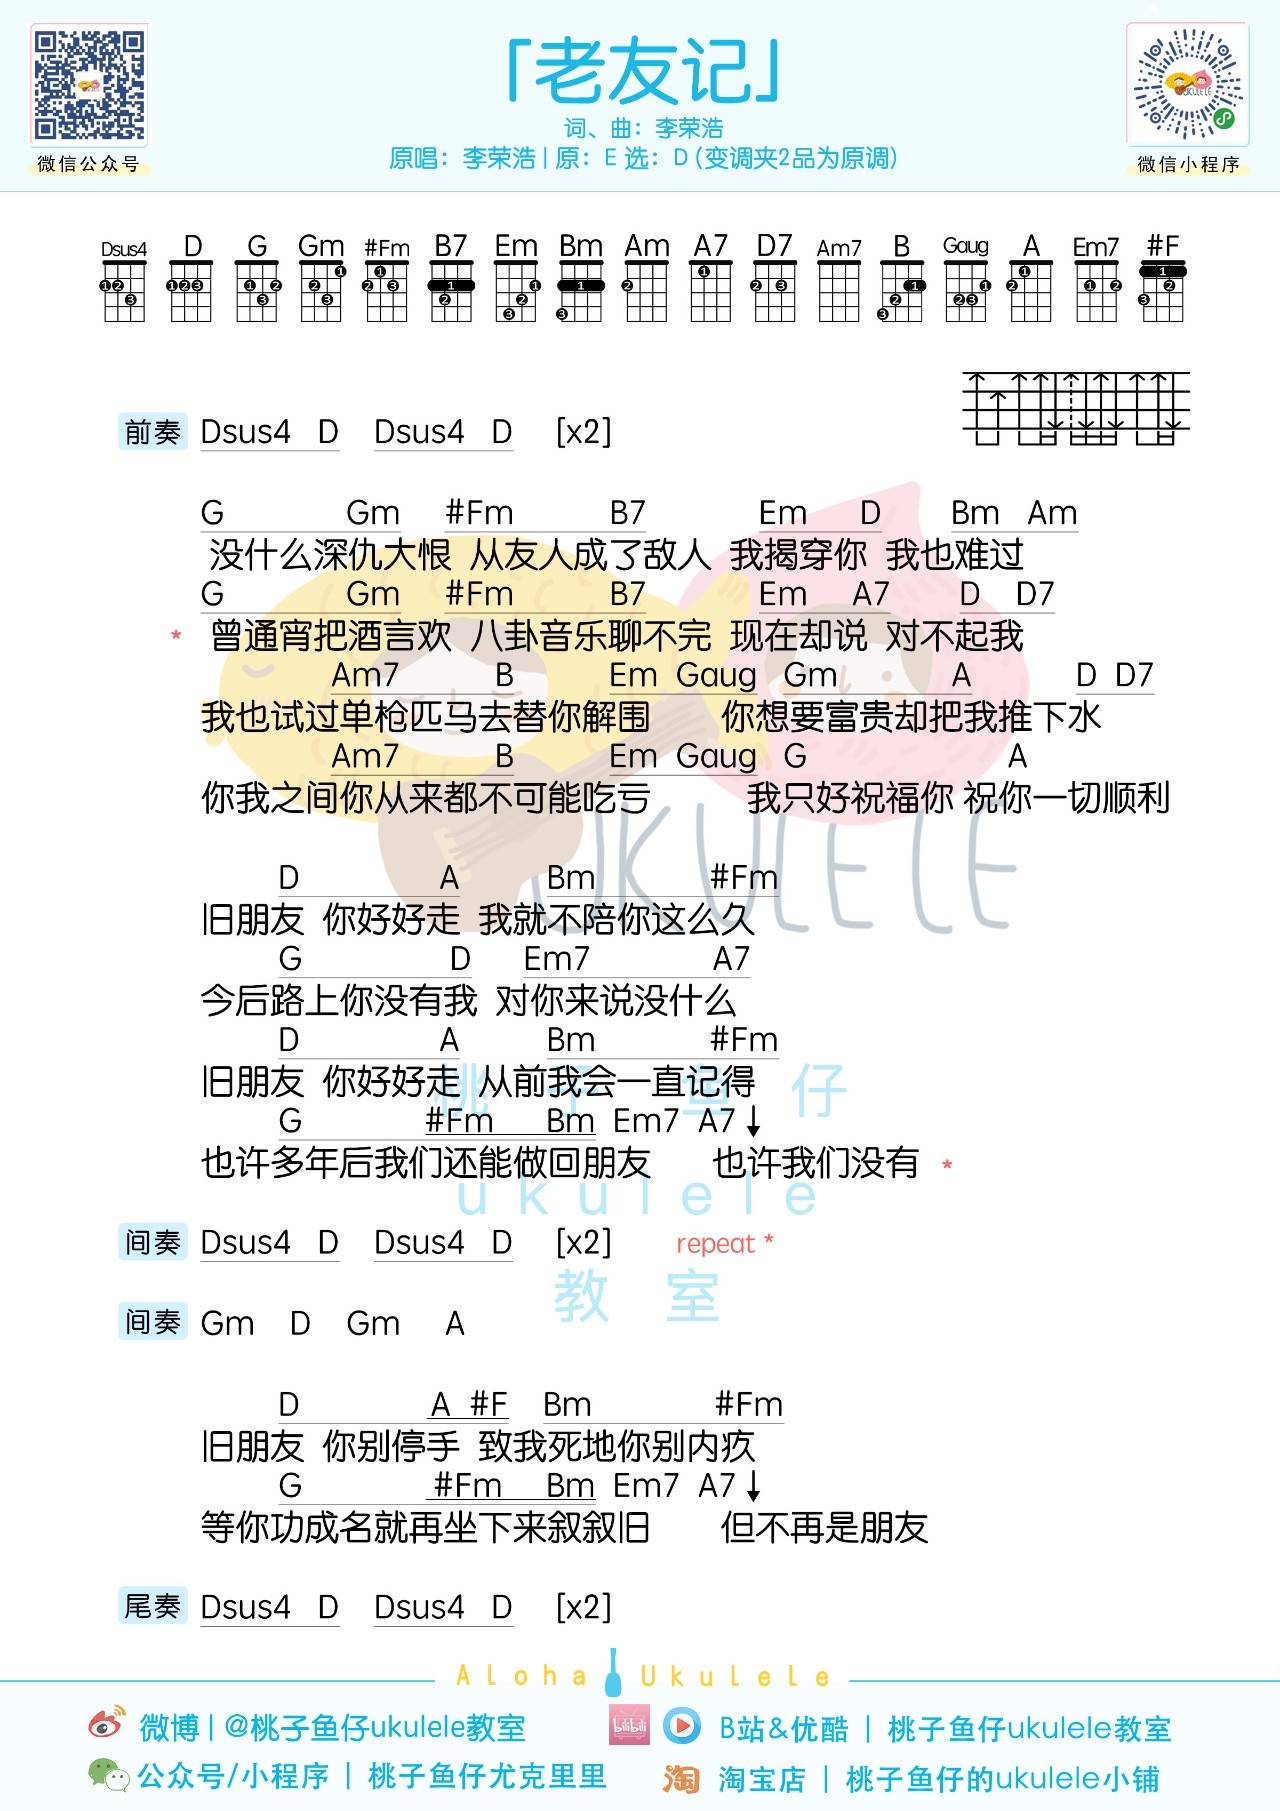 「老友记」
词、曲：李荣浩
原唱：李荣浩 | 原：E 选：D (变调夹2品为原调)
微信公众号
微信小程序
UKULELE
Dsus4 D G Gm #Fm B7 Em Bm Am A7 D7 Am7 B Gaug A Em7 #F
前奏 Dsus4 D Dsus4 D [x2]
G Gm #Fm B7 Em D Bm Am
没什么深仇大恨 从友人成了敌人 我揭穿你 我也难过
G Gm #Fm B7 Em A7 D D7
* 曾通宵把酒言欢 八卦音乐聊不完 现在却说 对不起我
Am7 B Em Gaug Gm A D D7
我也试过单枪匹马去替你解围 你想要富贵却把我推下水
Am7 B Em Gaug G A
你我之间你从来都不可能吃亏 我只好祝福你 祝你一切顺利
UKULELE
D A Bm #Fm
旧朋友 你好好走 我就不陪你这么久
G D Em7 A7
今后路上你没有我 对你来说没什么
D A Bm #Fm
旧朋友 你好好走 从前我会一直记得
桃子鱼仔
G #Fm Bm Em7 A7 ↓
也许多年后我们还能做回朋友 也许我们没有 *
ukulele
间奏 Dsus4 D Dsus4 D [x2] repeat *
教室
间奏 Gm D Gm A
D A #F Bm #Fm
旧朋友 你别停手 致我死地你别内疚
G #Fm Bm Em7 A7 ↓
等你功成名就再坐下来叙叙旧 但不再是朋友
尾奏 Dsus4 D Dsus4 D [x2]
Aloha Ukulele
微博 | @桃子鱼仔ukulele教室
bilibili B站&优酷 | 桃子鱼仔ukulele教室
公众号/小程序 | 桃子鱼仔尤克里里
淘 淘宝店 | 桃子鱼仔的ukulele小铺